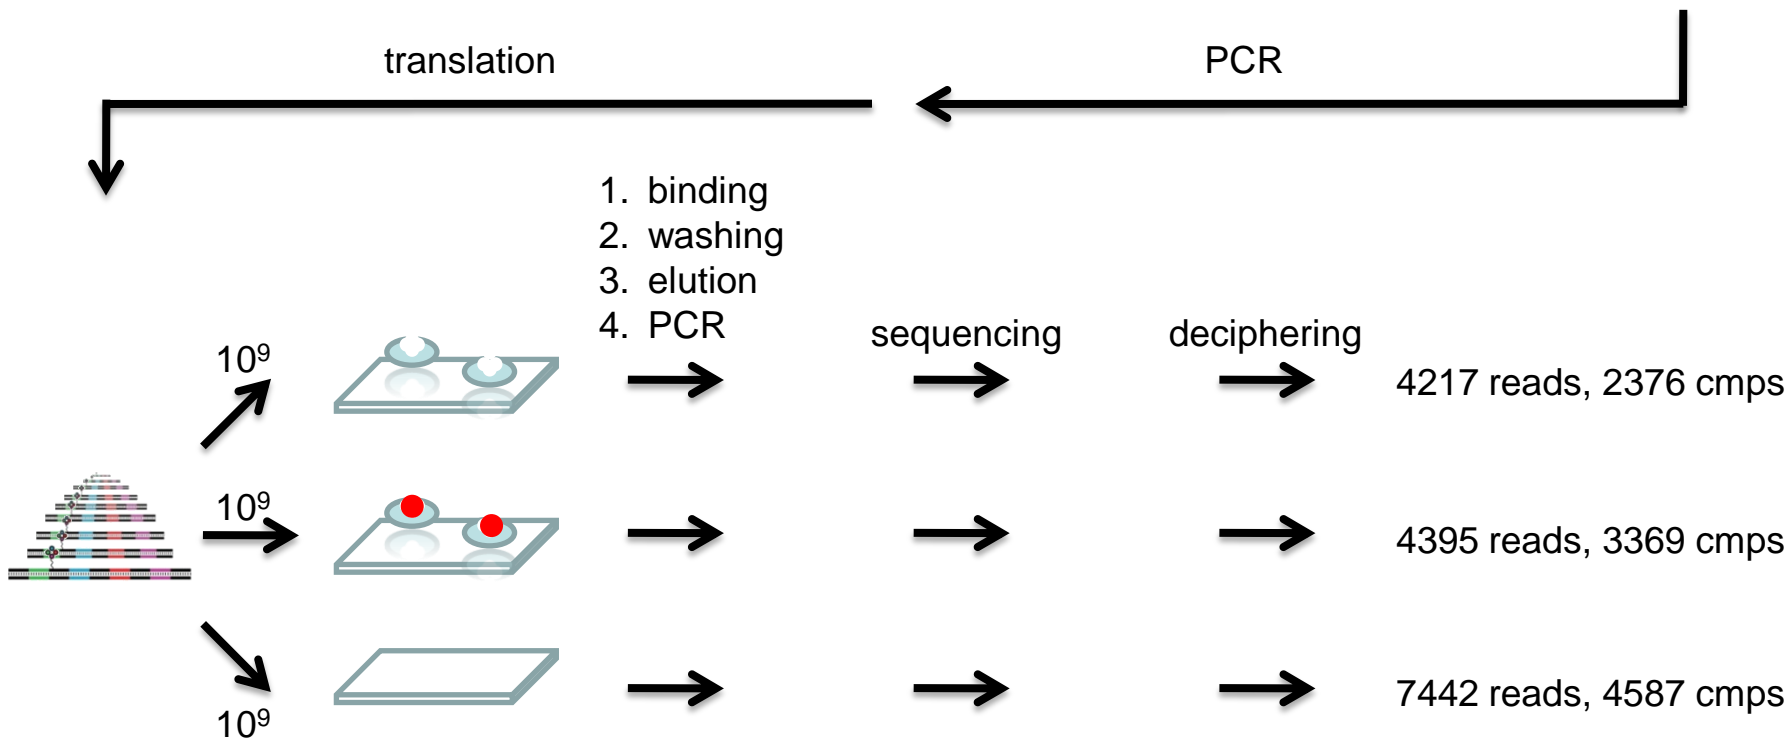 translation
PCR
1. binding
2. washing
3. elution
4. PCR
sequencing
deciphering
10⁹
4217 reads, 2376 cmps
10⁹
4395 reads, 3369 cmps
10⁹
7442 reads, 4587 cmps